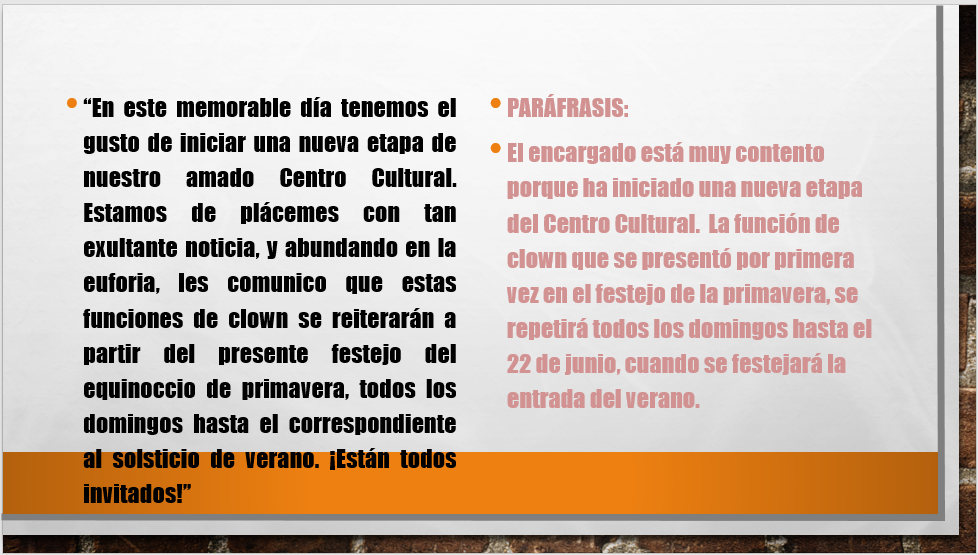 “En este memorable día tenemos el
gusto de iniciar una nueva etapa de
nuestro amado Centro Cultural.
Estamos de plácemes con tan
exultante noticia, y abundando en la
euforia, les comunico que estas
funciones de clown se reiterarán a
partir del presente festejo del
equinoccio de primavera, todos los
domingos hasta el correspondiente
al solsticio de verano. ¡Están todos
invitados!”
PARÁFRASIS:
El encargado está muy contento
porque ha iniciado una nueva etapa
del Centro Cultural. La función de
clown que se presentó por primera
vez en el festejo de la primavera, se
repetirá todos los domingos hasta el
22 de junio, cuando se festejará la
entrada del verano.